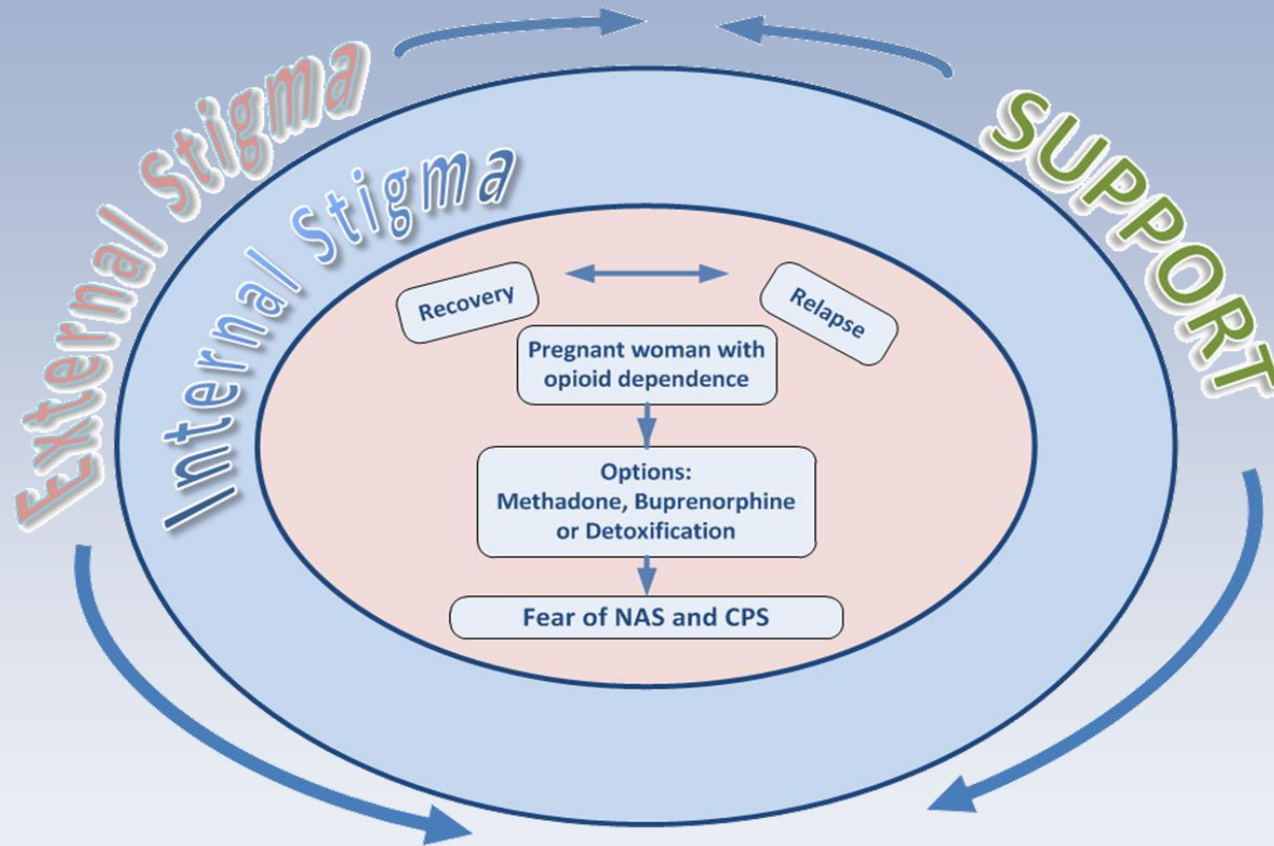 External Stigma
Internal Stigma
SUPPORT
Recovery
Relapse
Pregnant woman with
opioid dependence
Options:
Methadone, Buprenorphine
or Detoxification
Fear of NAS and CPS